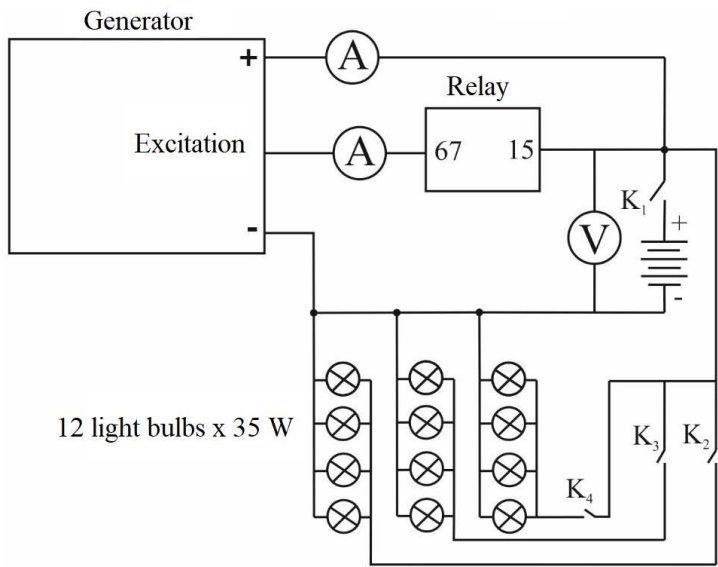 Generator
+
A
Relay
Excitation
A
67
15
K1
+
V
-
-
12 light bulbs x 35 W
K3
K2
K4